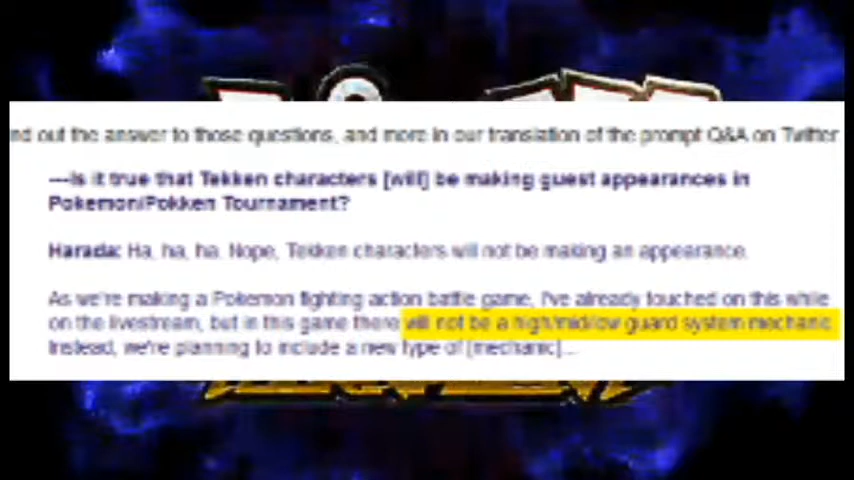 nd out the answer to those questions, and more in our translation of the prompt Q&A on Twitter
---Is it true that Tekken characters [will] be making guest appearances in
Pokemon/Pokken Tournament?
Harada: Ha, ha, ha. Nope, Tekken characters will not be making an appearance.
As we're making a Pokemon fighting action battle game, I've already touched on this while
on the livestream, but in this game there will not be a high/mid/low guard system mechanic.
Instead, we're planning to include a new type of [mechanic]...